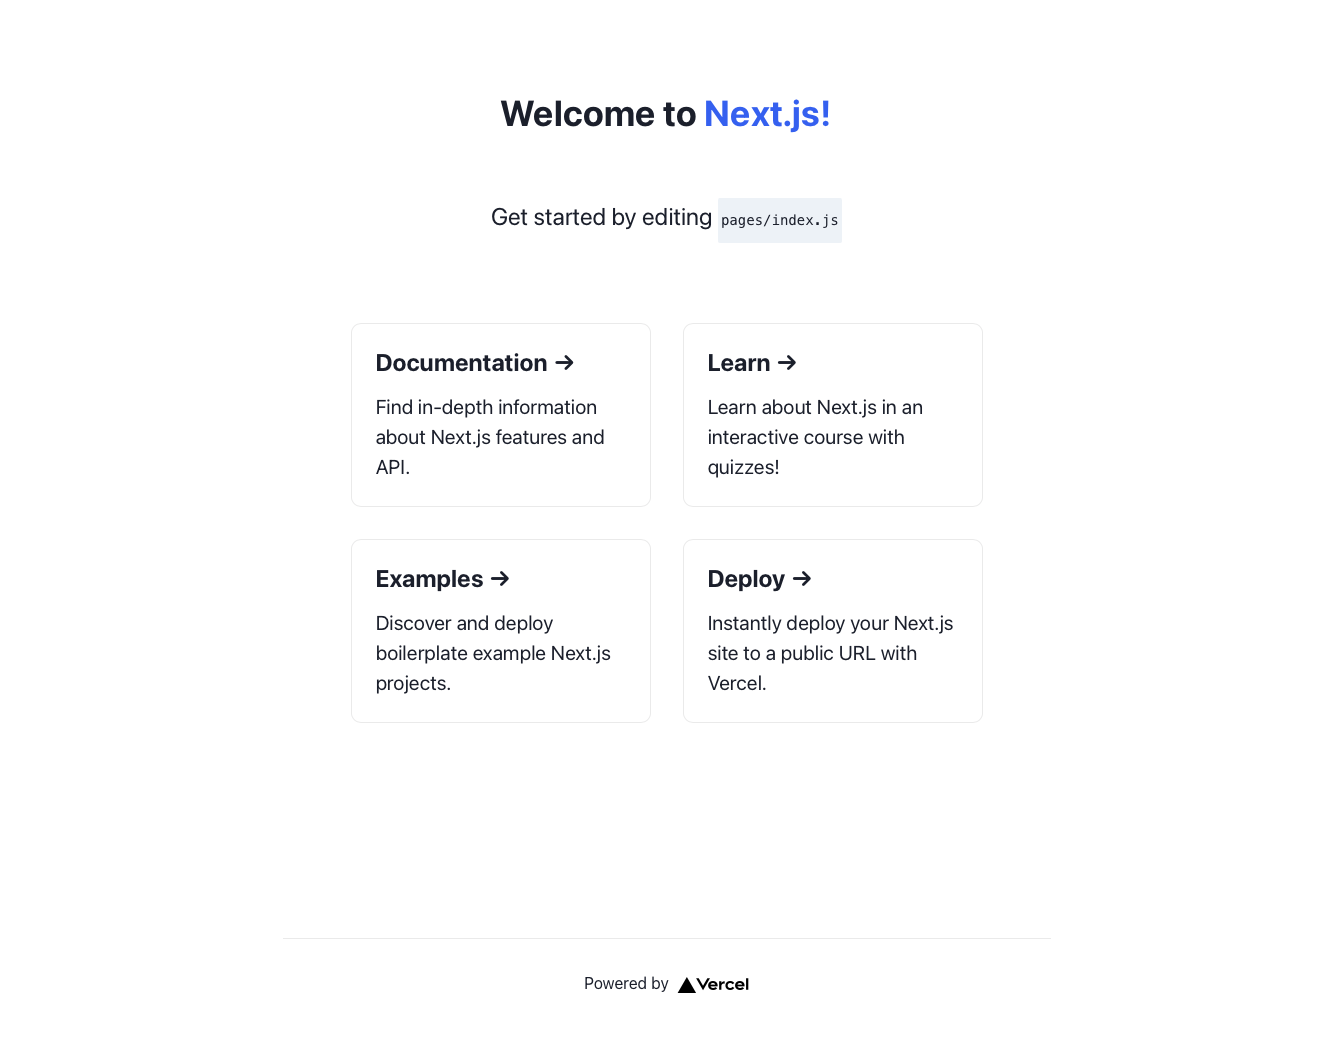 Welcome to Next.js!
Get started by editing pages/index.js
Documentation →
Find in-depth information
about Next.js features and
API.
Learn →
Learn about Next.js in an
interactive course with
quizzes!
Examples →
Discover and deploy
boilerplate example Next.js
projects.
Deploy →
Instantly deploy your Next.js
site to a public URL with
Vercel.
Powered by Vercel